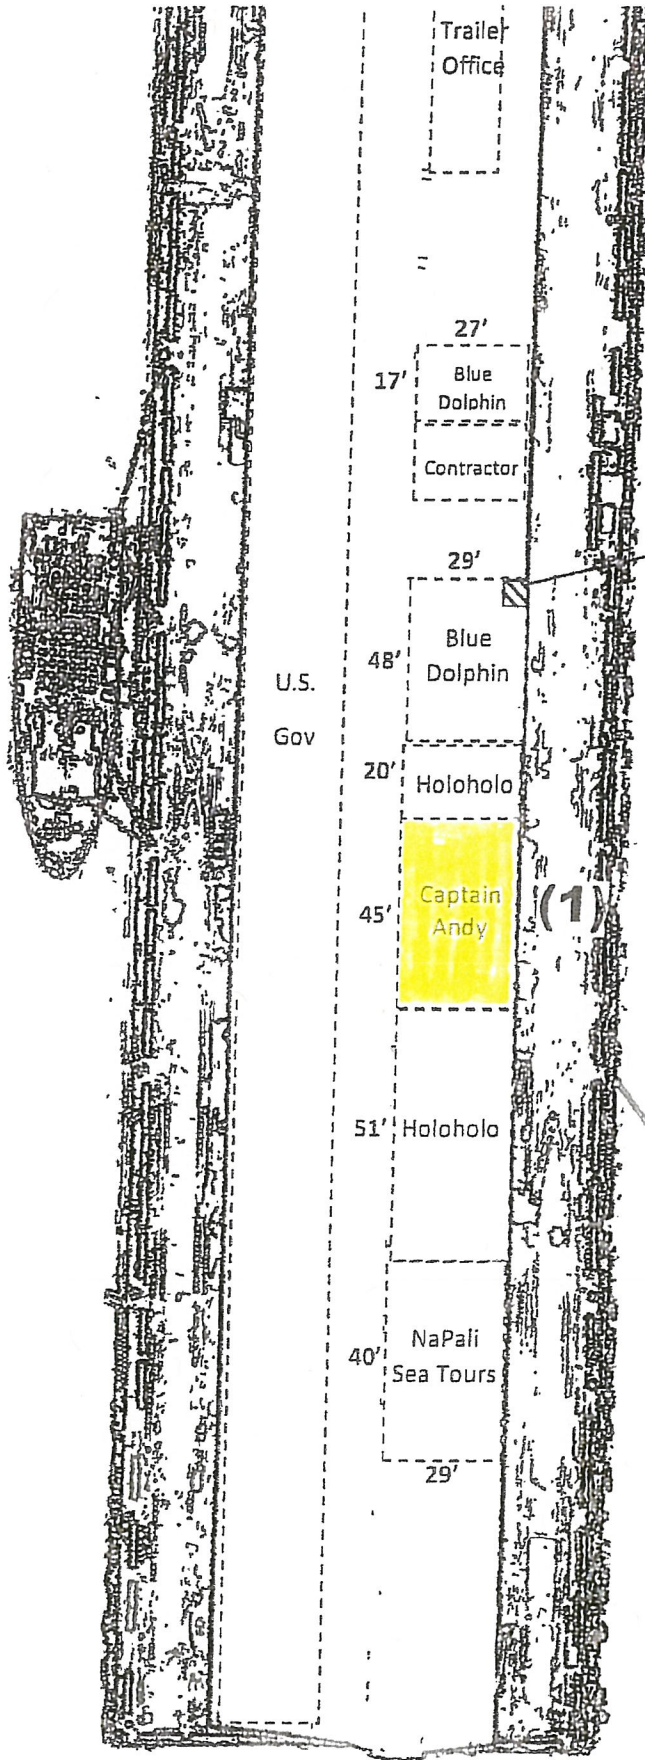 Trailer
Office
27'
17'
Blue
Dolphin
Contractor
29'
48'
Blue
Dolphin
U.S.
Gov
20'
Holoholo
45'
Captain
Andy
(1)
51'
Holoholo
40'
NaPali
Sea Tours
29'